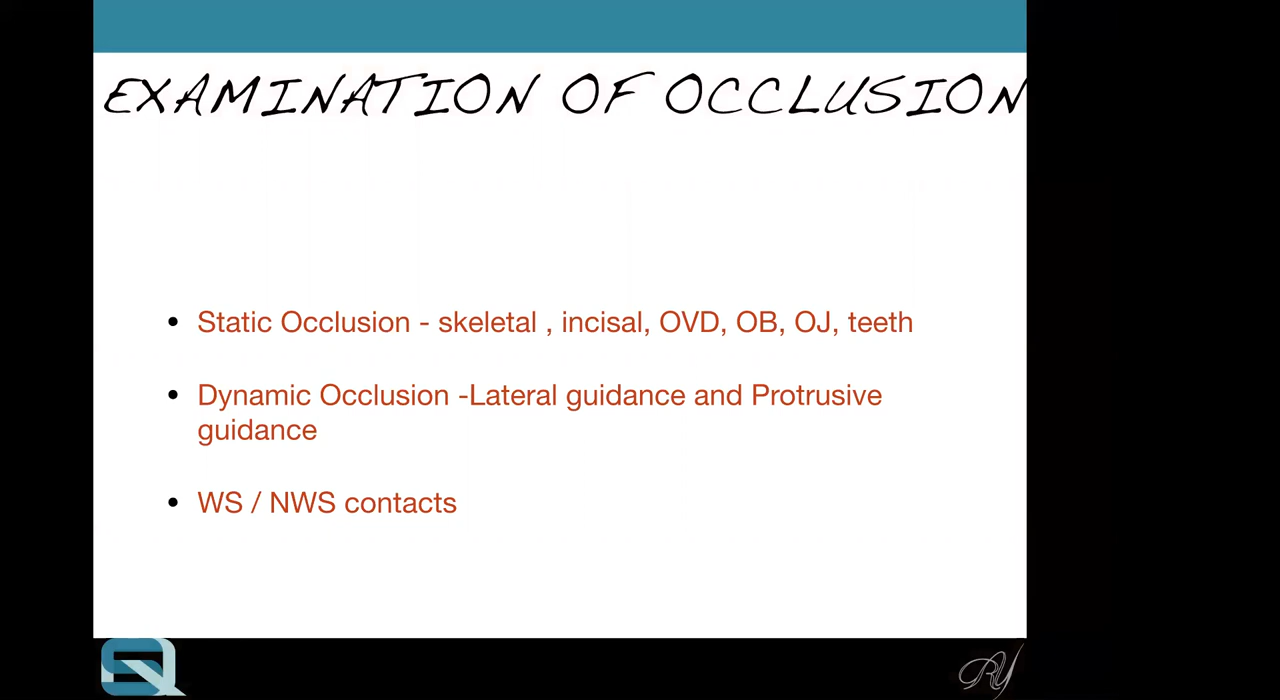 EXAMINATION OF OCCLUSION
• Static Occlusion - skeletal , incisal, OVD, OB, OJ, teeth
• Dynamic Occlusion -Lateral guidance and Protrusive
guidance
• WS / NWS contacts
RY